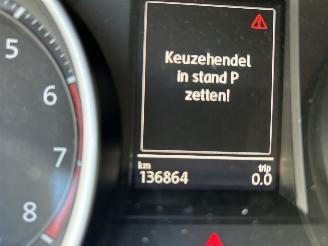 Keuzehendel
in stand P
zetten!
km trip
136864 0.0
5
6
7
8